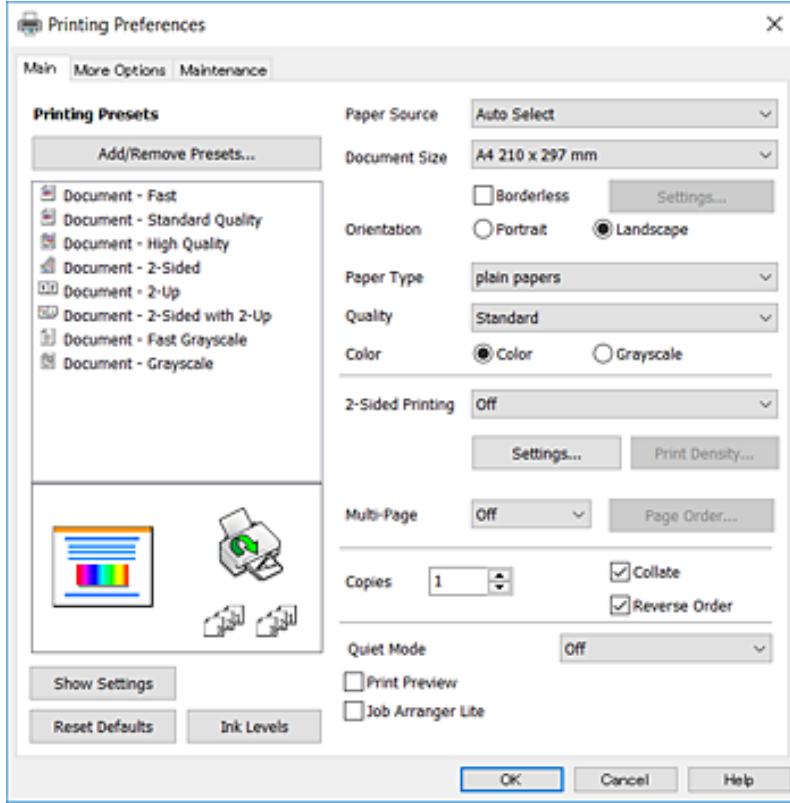 Printing Preferences
Main More Options Maintenance
Printing Presets
Add/Remove Presets...
Document - Fast
Document - Standard Quality
Document - High Quality
Document - 2-Sided
Document - 2-Up
Document - 2-Sided with 2-Up
Document - Fast Grayscale
Document - Grayscale
Show Settings
Reset Defaults Ink Levels
Paper Source Auto Select
Document Size A4 210 x 297 mm
Borderless Settings...
Orientation Portrait Landscape
Paper Type plain papers
Quality Standard
Color Color Grayscale
2-Sided Printing Off
Settings... Print Density...
Multi-Page Off Page Order...
Copies 1 Collate
Reverse Order
Quiet Mode Off
Print Preview
Job Arranger Lite
OK Cancel Help